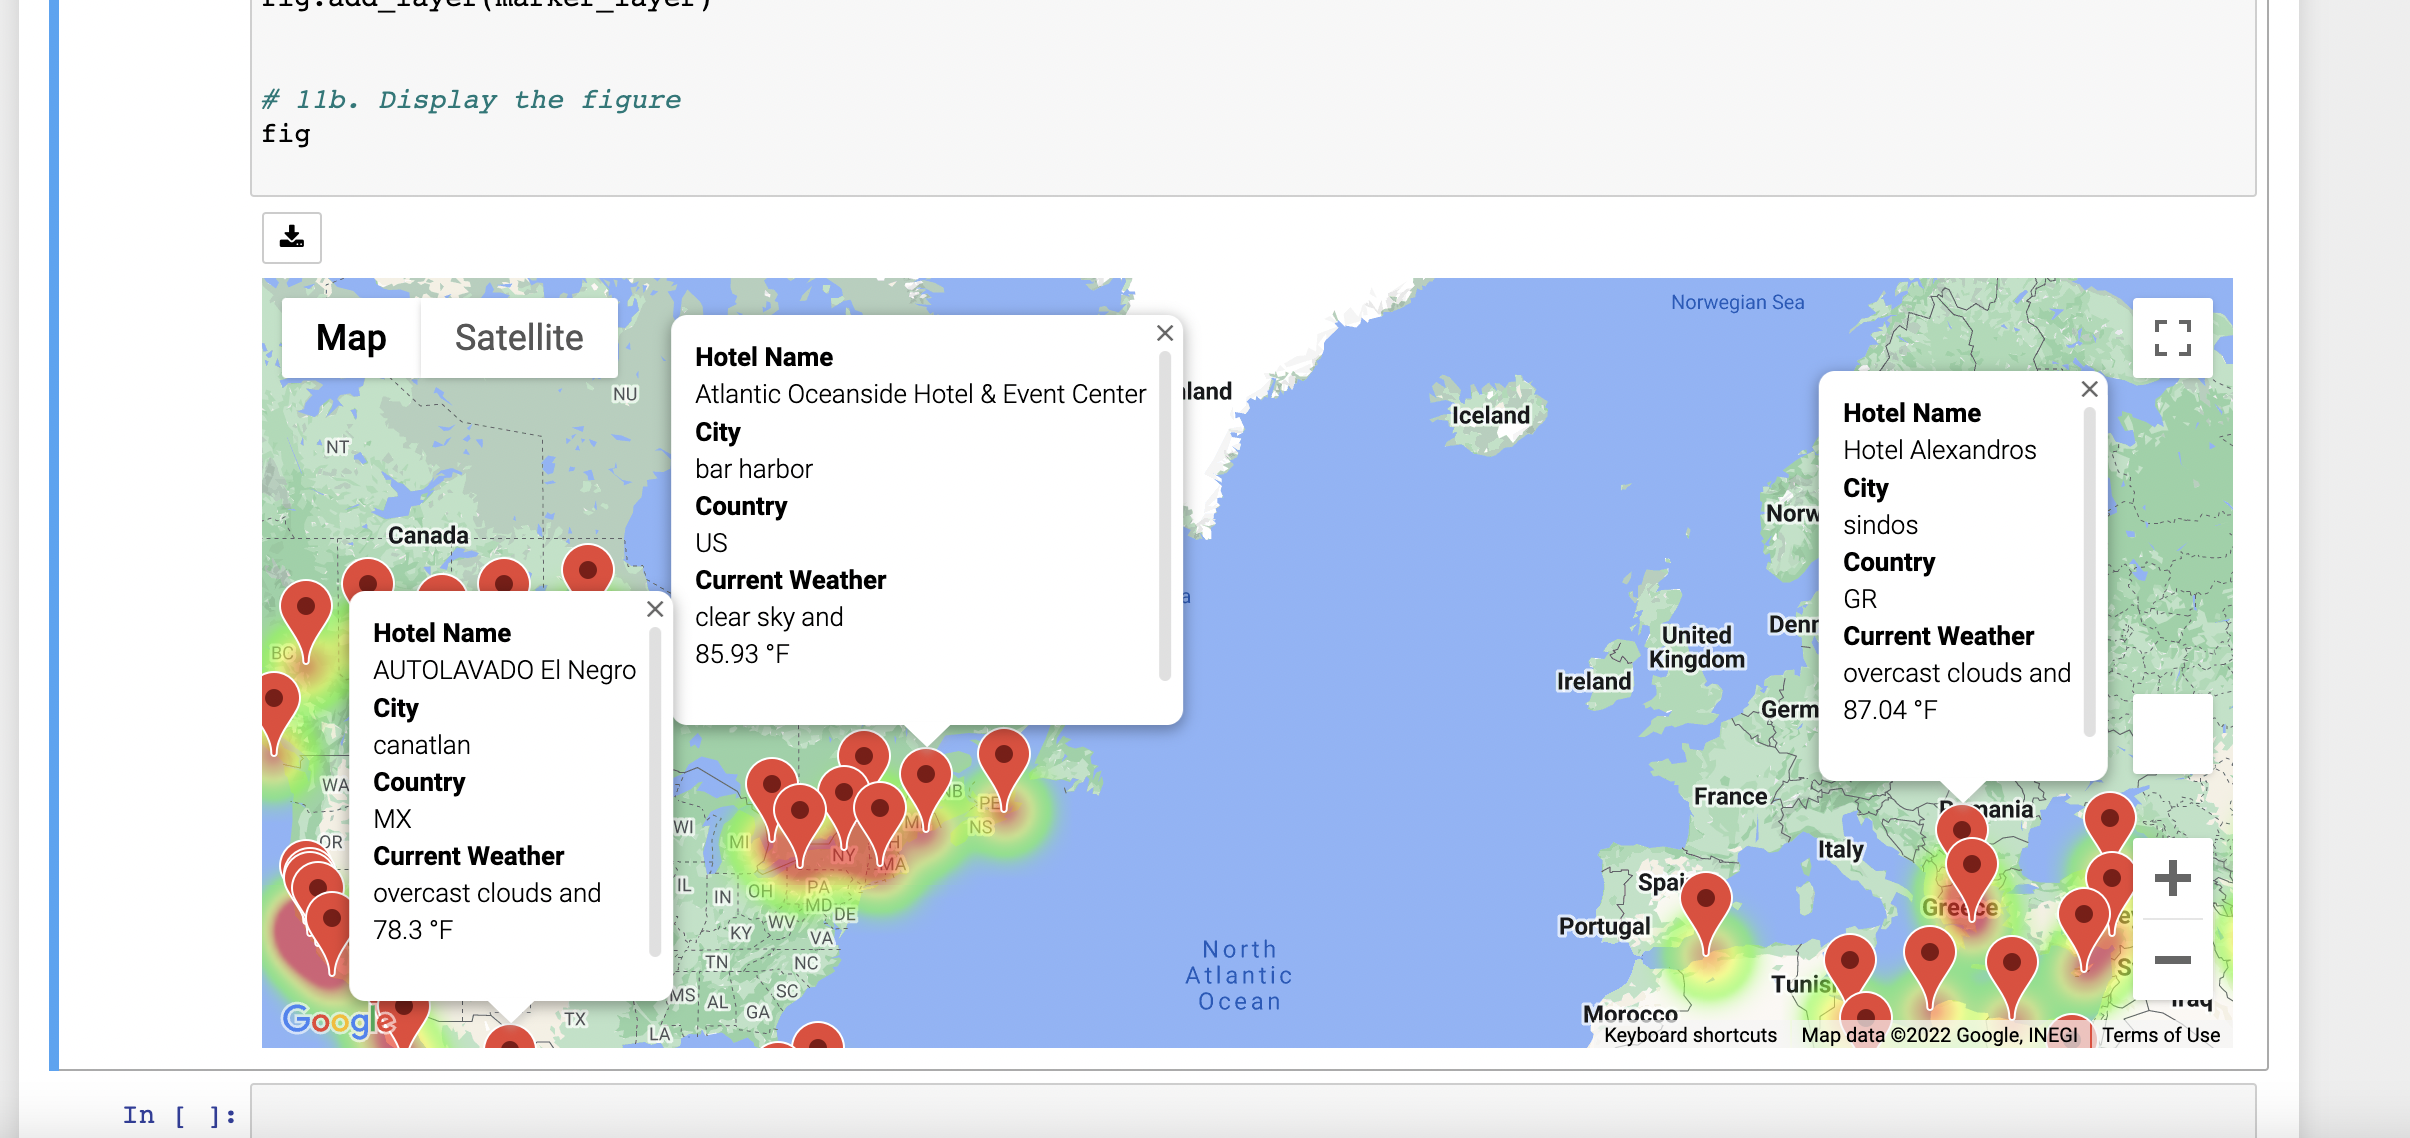 fig.add_layer(marker_layer)
# 11b. Display the figure
fig
Map
Satellite
Norwegian Sea
Hotel Name
Atlantic Oceanside Hotel & Event Center
City
bar harbor
Country
US
Current Weather
clear sky and
85.93 °F
Hotel Name
Hotel Alexandros
City
sindos
Country
GR
Current Weather
overcast clouds and
87.04 °F
Hotel Name
AUTOLAVADO El Negro
City
canatlan
Country
MX
Current Weather
overcast clouds and
78.3 °F
NU
NT
Canada
land
Iceland
Norw
BC
United
Kingdom
Denn
Ireland
Germ
WA
OR
France
mania
Italy
Spai
Portugal
Greece
Tunis
Morocco
Iraq
WI
MI
NB
PE
NS
NY
MA
IL
IN
OH
PA
MD
DE
WV
KY
VA
TN
NC
MS
AL
SC
GA
TX
LA
North
Atlantic
Ocean
Google
Keyboard shortcuts
Map data ©2022 Google, INEGI
Terms of Use
In [ ]: